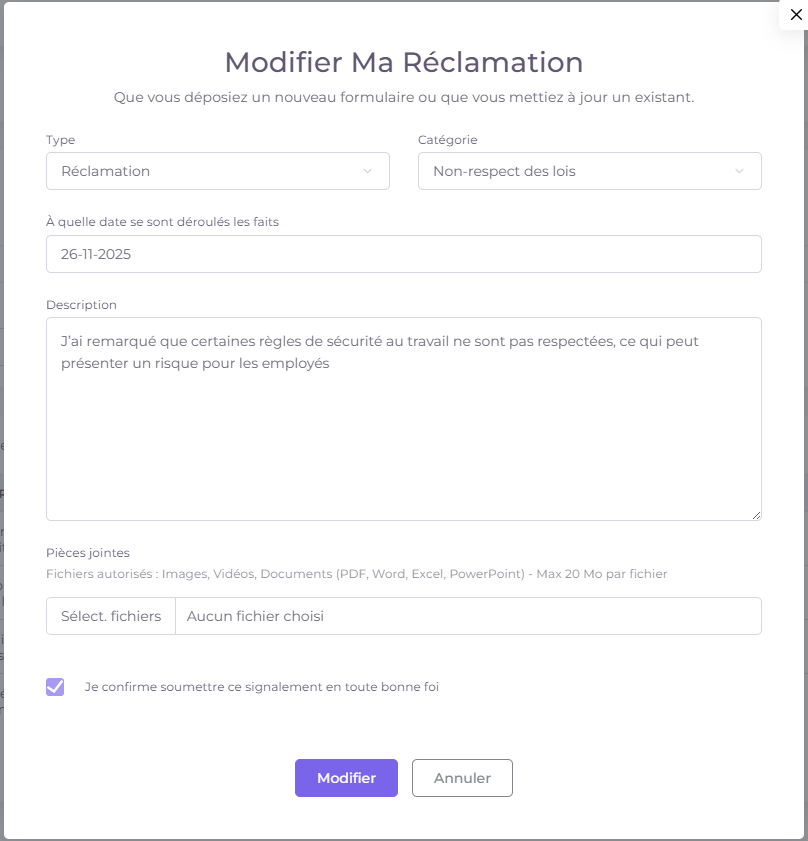 Modifier Ma Réclamation
Que vous déposiez un nouveau formulaire ou que vous mettiez à jour un existant.
Type
Catégorie
Réclamation
Non-respect des lois
À quelle date se sont déroulés les faits
26-11-2025
Description
J'ai remarqué que certaines règles de sécurité au travail ne sont pas respectées, ce qui peut
présenter un risque pour les employés
Pièces jointes
Fichiers autorisés : Images, Vidéos, Documents (PDF, Word, Excel, PowerPoint) - Max 20 Mo par fichier
Sélect. fichiers
Aucun fichier choisi
Je confirme soumettre ce signalement en toute bonne foi
Modifier
Annuler